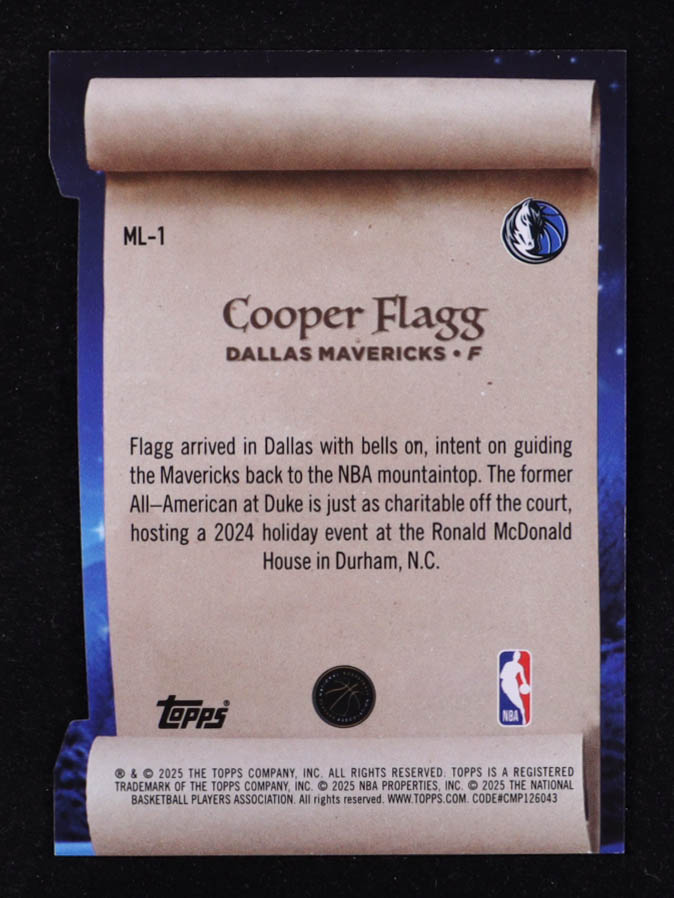 ML-1
Cooper Flagg
DALLAS MAVERICKS • F
Flagg arrived in Dallas with bells on, intent on guiding
the Mavericks back to the NBA mountaintop. The former
All–American at Duke is just as charitable off the court,
hosting a 2024 holiday event at the Ronald McDonald
House in Durham, N.C.
topps®
NBA
® & © 2025 THE TOPPS COMPANY, INC. ALL RIGHTS RESERVED. TOPPS IS A REGISTERED
TRADEMARK OF THE TOPPS COMPANY, INC. © 2025 NBA PROPERTIES, INC. © 2025 THE NATIONAL
BASKETBALL PLAYERS ASSOCIATION. All rights reserved. WWW.TOPPS.COM. CODE#CMP126043